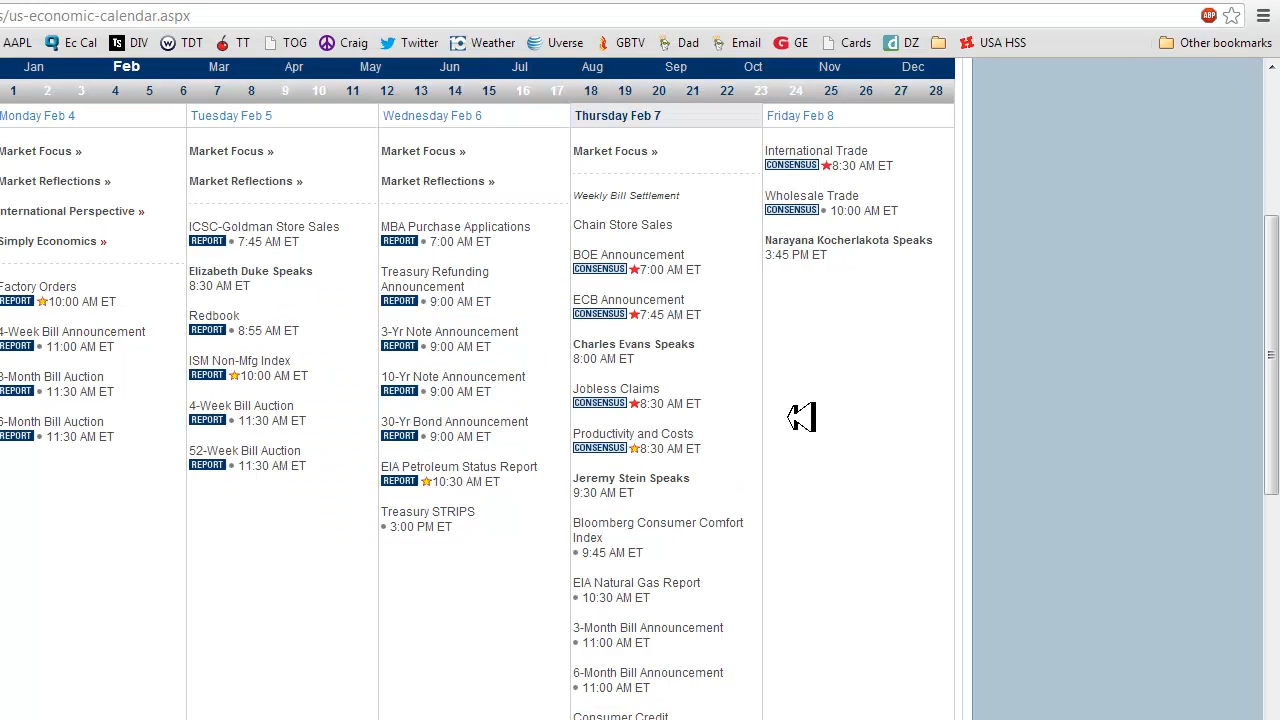 s/us-economic-calendar.aspx
AAPL Ec Cal DIV TDT TT TOG Craig Twitter Weather Uverse GBTV Dad Email GE Cards DZ USA HSS Other bookmarks
Jan Feb Mar Apr May Jun Jul Aug Sep Oct Nov Dec
1 2 3 4 5 6 7 8 9 10 11 12 13 14 15 16 17 18 19 20 21 22 23 24 25 26 27 28
Monday Feb 4
Market Focus »
Market Reflections »
International Perspective »
Simply Economics »
Factory Orders
REPORT 10:00 AM ET
4-Week Bill Announcement
REPORT • 11:00 AM ET
3-Month Bill Auction
REPORT • 11:30 AM ET
6-Month Bill Auction
REPORT • 11:30 AM ET
Tuesday Feb 5
Market Focus »
Market Reflections »
ICSC-Goldman Store Sales
REPORT • 7:45 AM ET
Elizabeth Duke Speaks
8:30 AM ET
Redbook
REPORT • 8:55 AM ET
ISM Non-Mfg Index
REPORT 10:00 AM ET
4-Week Bill Auction
REPORT • 11:30 AM ET
52-Week Bill Auction
REPORT • 11:30 AM ET
Wednesday Feb 6
Market Focus »
Market Reflections »
MBA Purchase Applications
REPORT • 7:00 AM ET
Treasury Refunding
Announcement
REPORT • 9:00 AM ET
3-Yr Note Announcement
REPORT • 9:00 AM ET
10-Yr Note Announcement
REPORT • 9:00 AM ET
30-Yr Bond Announcement
REPORT • 9:00 AM ET
EIA Petroleum Status Report
REPORT 10:30 AM ET
Treasury STRIPS
• 3:00 PM ET
Thursday Feb 7
Market Focus »
Weekly Bill Settlement
Chain Store Sales
BOE Announcement
CONSENSUS 7:00 AM ET
ECB Announcement
CONSENSUS 7:45 AM ET
Charles Evans Speaks
8:00 AM ET
Jobless Claims
CONSENSUS 8:30 AM ET
Productivity and Costs
CONSENSUS 8:30 AM ET
Jeremy Stein Speaks
9:30 AM ET
Bloomberg Consumer Comfort
Index
• 9:45 AM ET
EIA Natural Gas Report
• 10:30 AM ET
3-Month Bill Announcement
• 11:00 AM ET
6-Month Bill Announcement
• 11:00 AM ET
Consumer Credit
Friday Feb 8
International Trade
CONSENSUS 8:30 AM ET
Wholesale Trade
CONSENSUS • 10:00 AM ET
Narayana Kocherlakota Speaks
3:45 PM ET